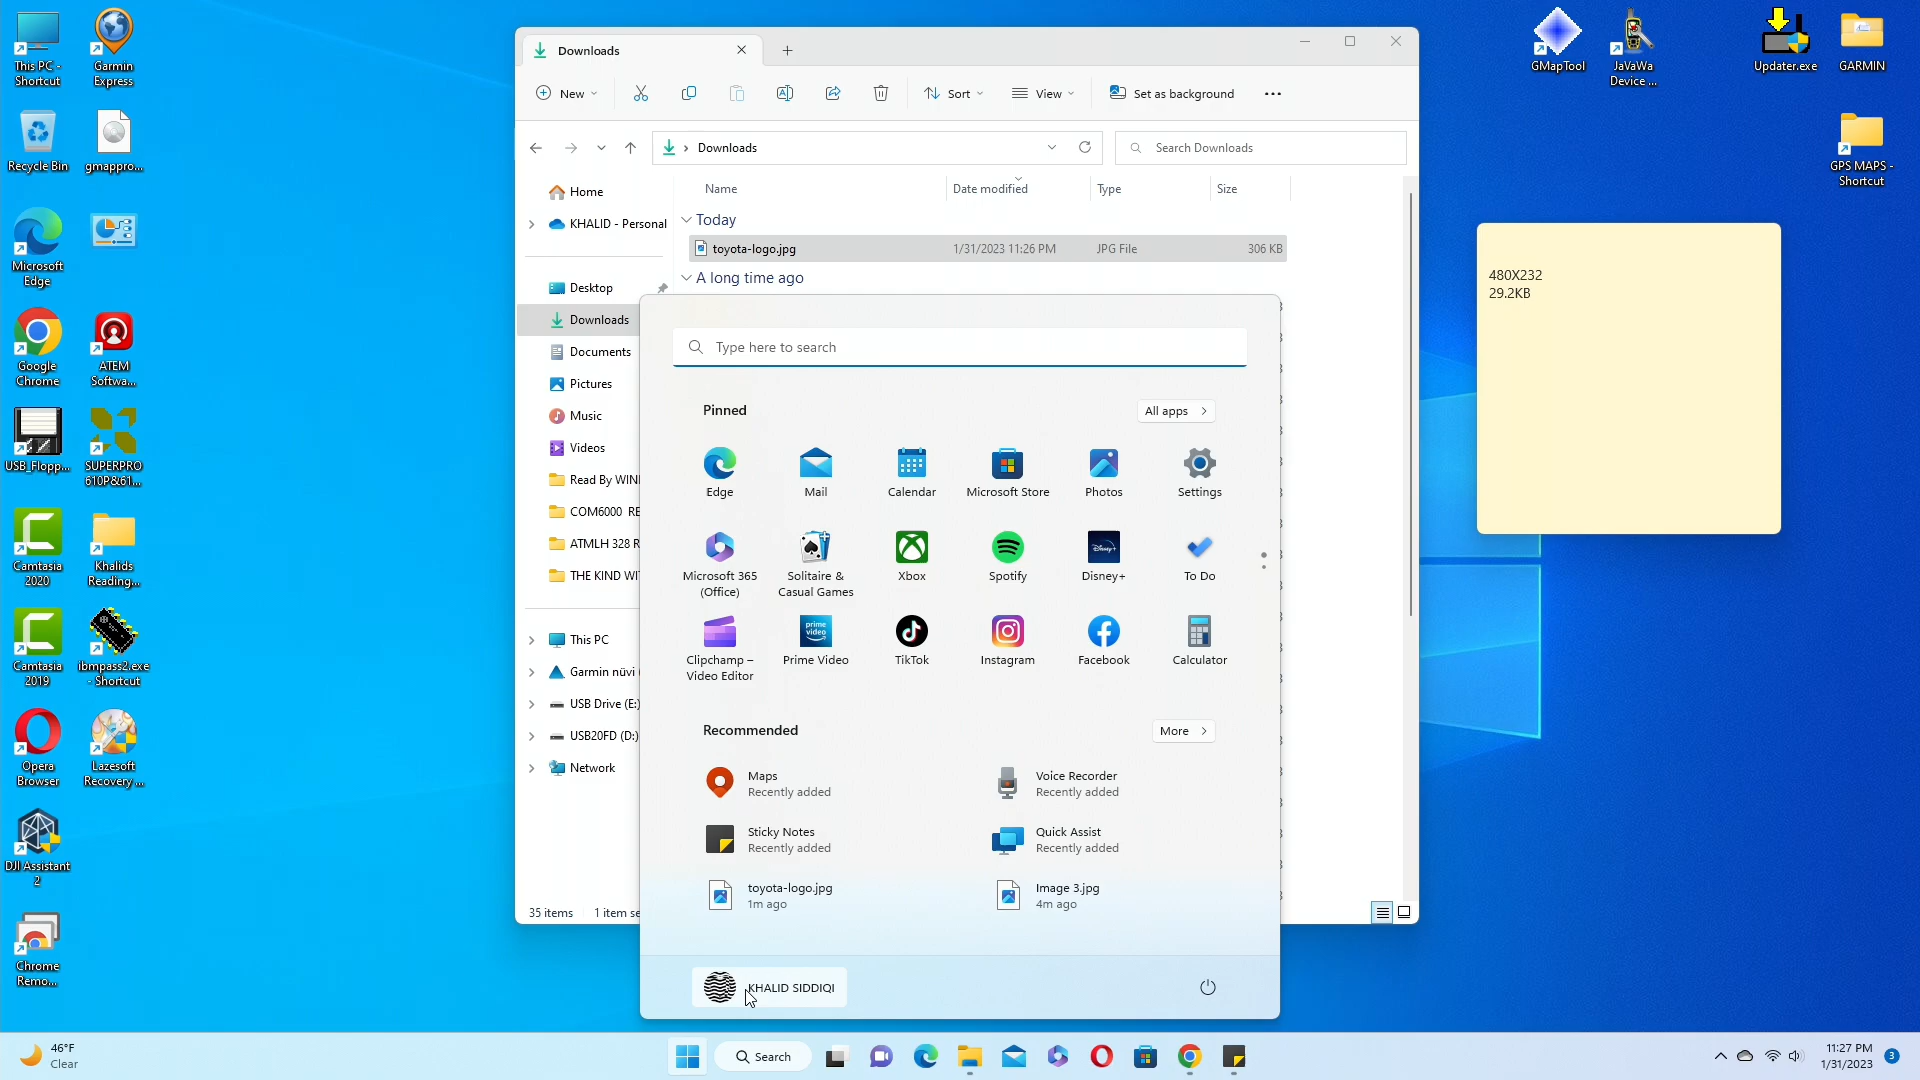 This PC -
Shortcut
Garmin
Express
Recycle Bin
gmappro...
Microsoft
Edge
Google
Chrome
ATEM
Softwa...
USB_Flopp...
SUPERPRO
610P&61...
Camtasia
2020
Khalids
Reading...
Camtasia
2019
ibmpass2.exe
- Shortcut
Opera
Browser
Lazesoft
Recovery ...
DJI Assistant
2
Chrome
Remo...
Downloads
New
Sort
View
Set as background
Downloads
Search Downloads
Name
Date modified
Type
Size
Home
KHALID - Personal
Desktop
Downloads
Documents
Pictures
Music
Videos
Read By WIN
COM6000 RE
ATMLH 328 R
THE KIND WI
This PC
Garmin nüvi
USB Drive (E:)
USB20FD (D:)
Network
35 items
1 item se
Today
toyota-logo.jpg
1/31/2023 11:26 PM
JPG File
306 KB
A long time ago
Type here to search
Pinned
All apps
Edge
Mail
Calendar
Microsoft Store
Photos
Settings
Microsoft 365
(Office)
Solitaire &
Casual Games
Xbox
Spotify
Disney+
Disney+
To Do
Clipchamp –
Video Editor
prime
video
Prime Video
TikTok
Instagram
Facebook
Calculator
Recommended
More
Maps
Recently added
Voice Recorder
Recently added
Sticky Notes
Recently added
Quick Assist
Recently added
toyota-logo.jpg
1m ago
Image 3.jpg
4m ago
KHALID SIDDIQI
GMapTool
JaVaWa
Device ...
Updater.exe
GARMIN
GPS MAPS -
Shortcut
480X232
29.2KB
46°F
Clear
Search
11:27 PM
1/31/2023
3